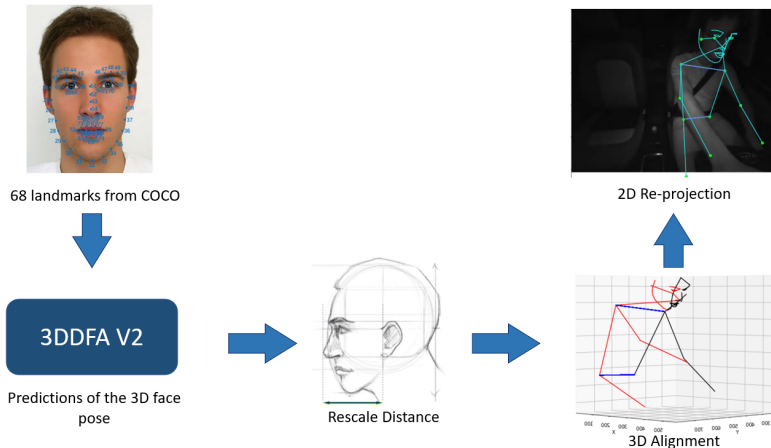 68 landmarks from COCO
2D Re-projection
3DDFA V2
Predictions of the 3D face
pose
Rescale Distance
3D Alignment